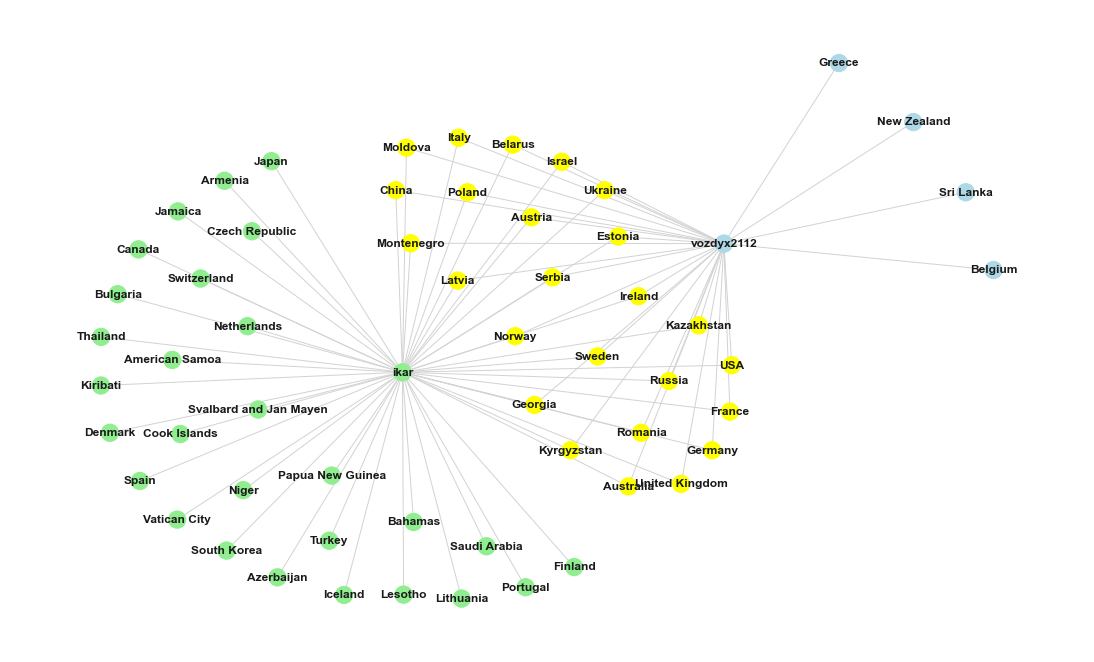 Greece
New Zealand
Italy
Belarus
Moldova
Israel
Japan
Armenia
China
Poland
Ukraine
Sri Lanka
Jamaica
Austria
Czech Republic
Estonia
Canada
Montenegro
vozdyx2112
Belgium
Switzerland
Latvia
Serbia
Bulgaria
Ireland
Netherlands
Kazakhstan
Thailand
Norway
American Samoa
Sweden
USA
ikar
Russia
Kiribati
Svalbard and Jan Mayen
Georgia
France
Denmark
Cook Islands
Romania
Kyrgyzstan
Germany
Spain
Papua New Guinea
Niger
Australia
United Kingdom
Vatican City
Bahamas
South Korea
Turkey
Saudi Arabia
Finland
Azerbaijan
Portugal
Iceland
Lesotho
Lithuania